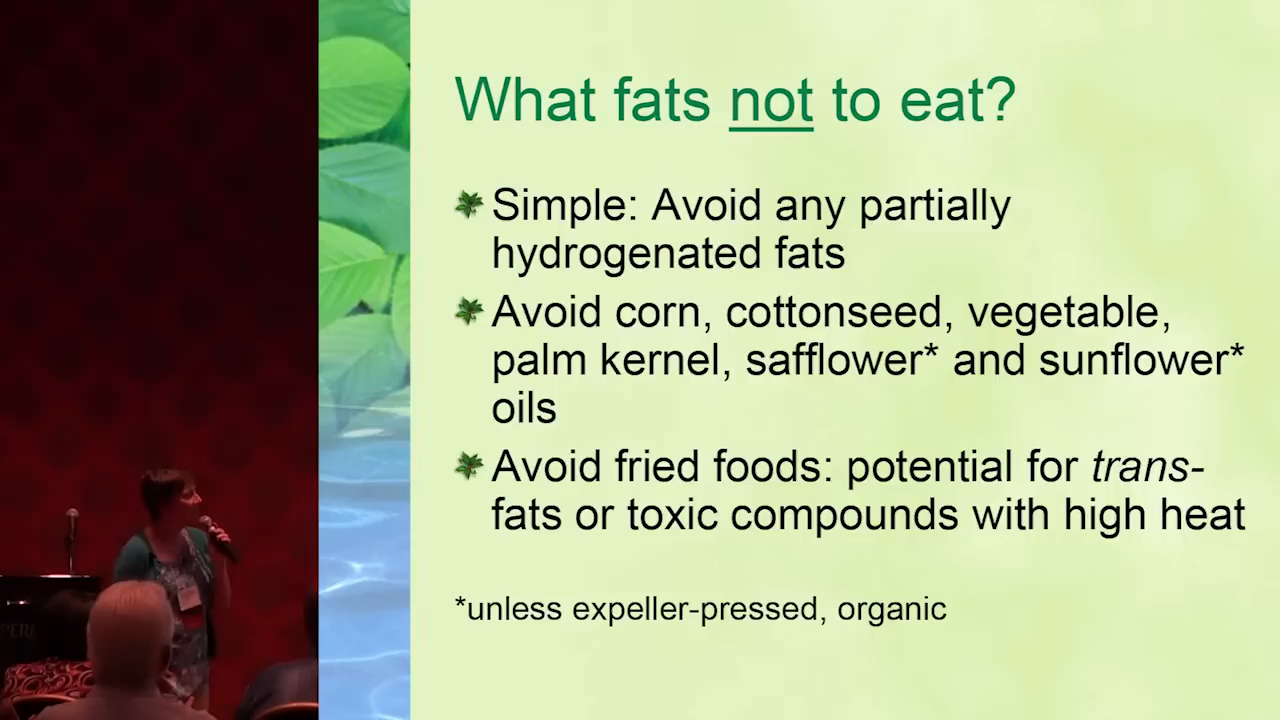 What fats not to eat?
Simple: Avoid any partially
hydrogenated fats
Avoid corn, cottonseed, vegetable,
palm kernel, safflower* and sunflower*
oils
Avoid fried foods: potential for trans-
fats or toxic compounds with high heat
*unless expeller-pressed, organic